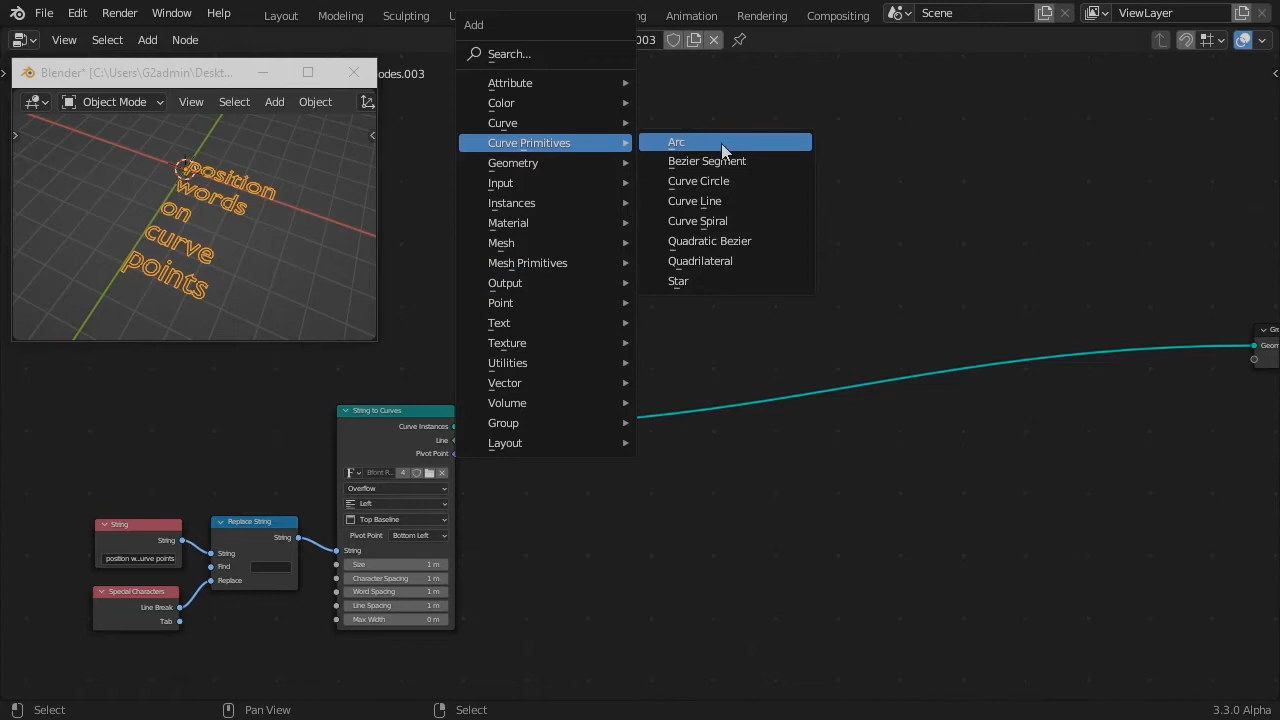 File Edit Render Window Help Layout Modeling Sculpting Animation Rendering Compositing Scene ViewLayer
View Select Add Node 003
Blender* [C:\Users\G2admin\Deskt... odes.003
Object Mode View Select Add Object
position
words
on
curve
points
Add
Search...
Attribute
Color
Curve
Curve Primitives
Geometry
Input
Instances
Material
Mesh
Mesh Primitives
Output
Point
Text
Texture
Utilities
Vector
Volume
Group
Layout
Arc
Bezier Segment
Curve Circle
Curve Line
Curve Spiral
Quadratic Bezier
Quadrilateral
Star
Geom
String to Curves
Curve Instances
Line
Pivot Point
Bfont R... 4
Overflow
Left
Top Baseline
Pivot Point Bottom Left
String
Size 1 m
Character Spacing 1 m
Word Spacing 1 m
Line Spacing 1 m
Max Width 0 m
String
String
position w...urve points
Replace String
String
String
Find
Replace
Special Characters
Line Break
Tab
Select Pan View Select 3.3.0 Alpha